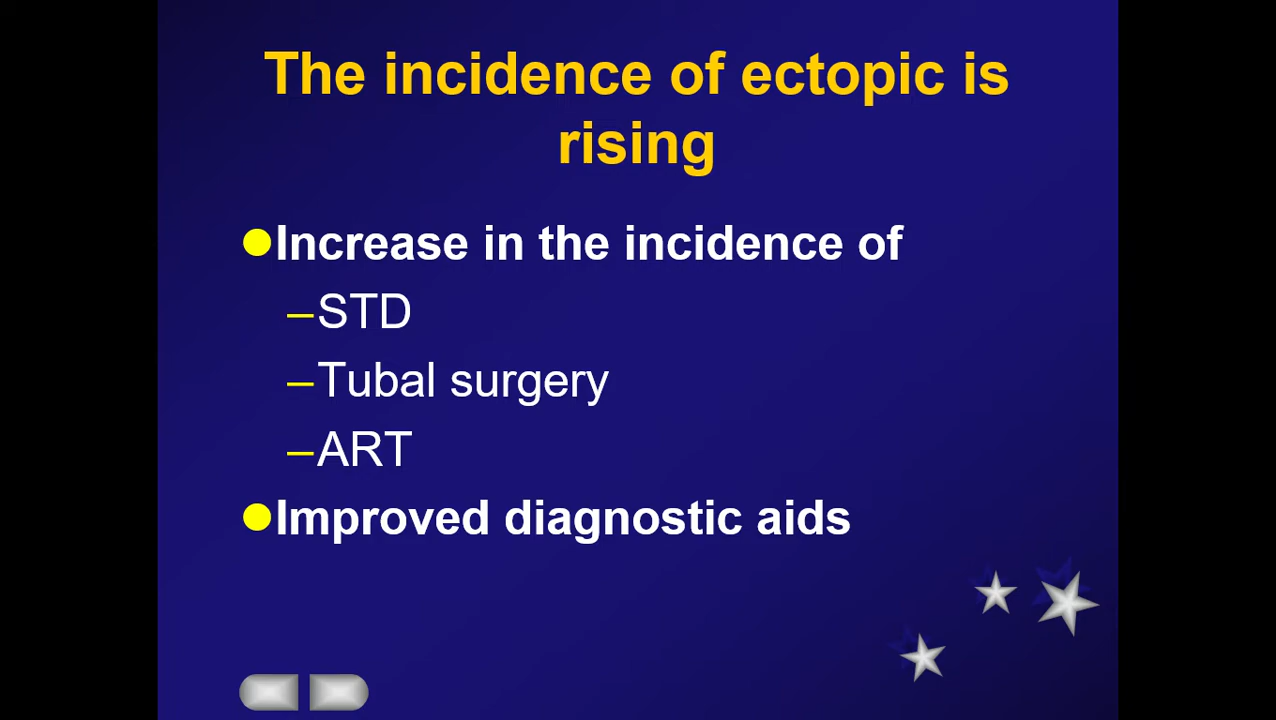 The incidence of ectopic is
rising
Increase in the incidence of
–STD
–Tubal surgery
–ART
Improved diagnostic aids